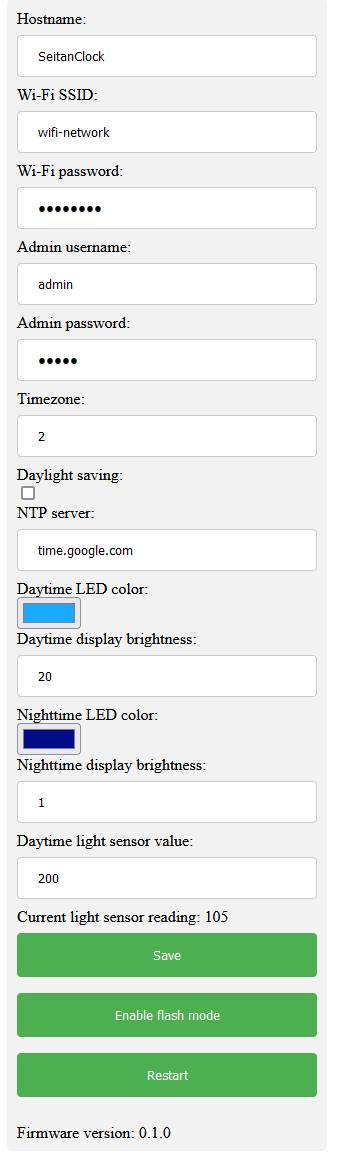 Hostname:
SeitanClock
Wi-Fi SSID:
wifi-network
Wi-Fi password:
••••••••
Admin username:
admin
Admin password:
•••••
Timezone:
2
Daylight saving:
NTP server:
time.google.com
Daytime LED color:
Daytime display brightness:
20
Nighttime LED color:
Nighttime display brightness:
1
Daytime light sensor value:
200
Current light sensor reading: 105
Save
Enable flash mode
Restart
Firmware version: 0.1.0